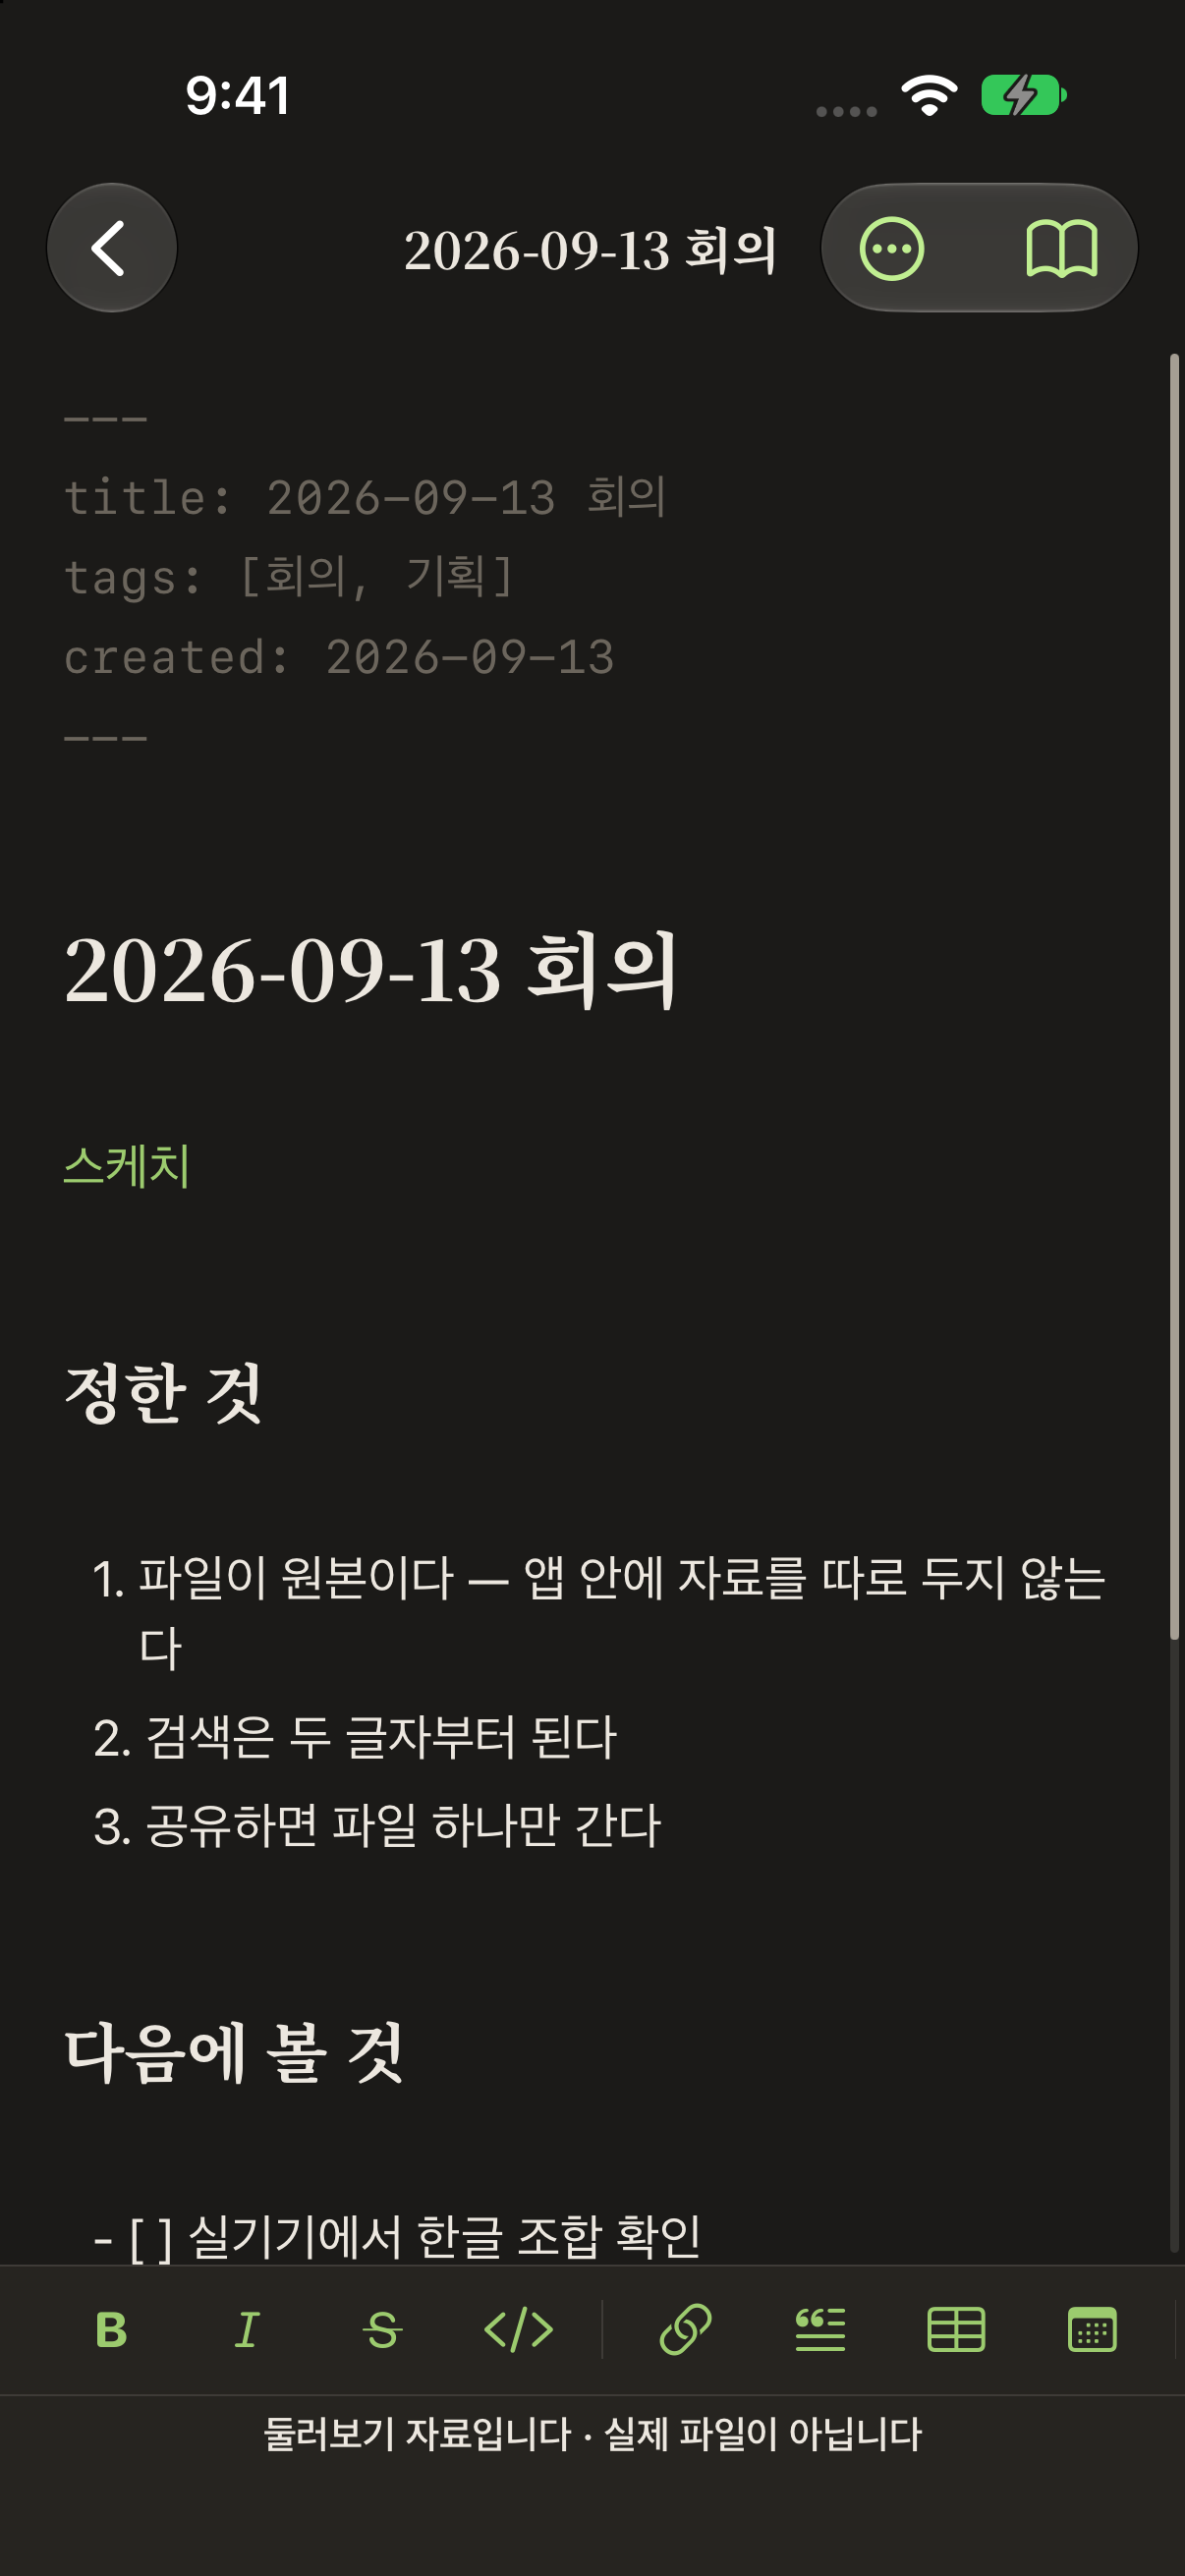 9:41
2026-09-13 회의
---
title: 2026-09-13 회의
tags: [회의, 기획]
created: 2026-09-13
---
2026-09-13 회의
스케치
정한 것
1. 파일이 원본이다 — 앱 안에 자료를 따로 두지 않는
다
2. 검색은 두 글자부터 된다
3. 공유하면 파일 하나만 간다
다음에 볼 것
- [ ] 실기기에서 한글 조합 확인
B I S </>
둘러보기 자료입니다 · 실제 파일이 아닙니다